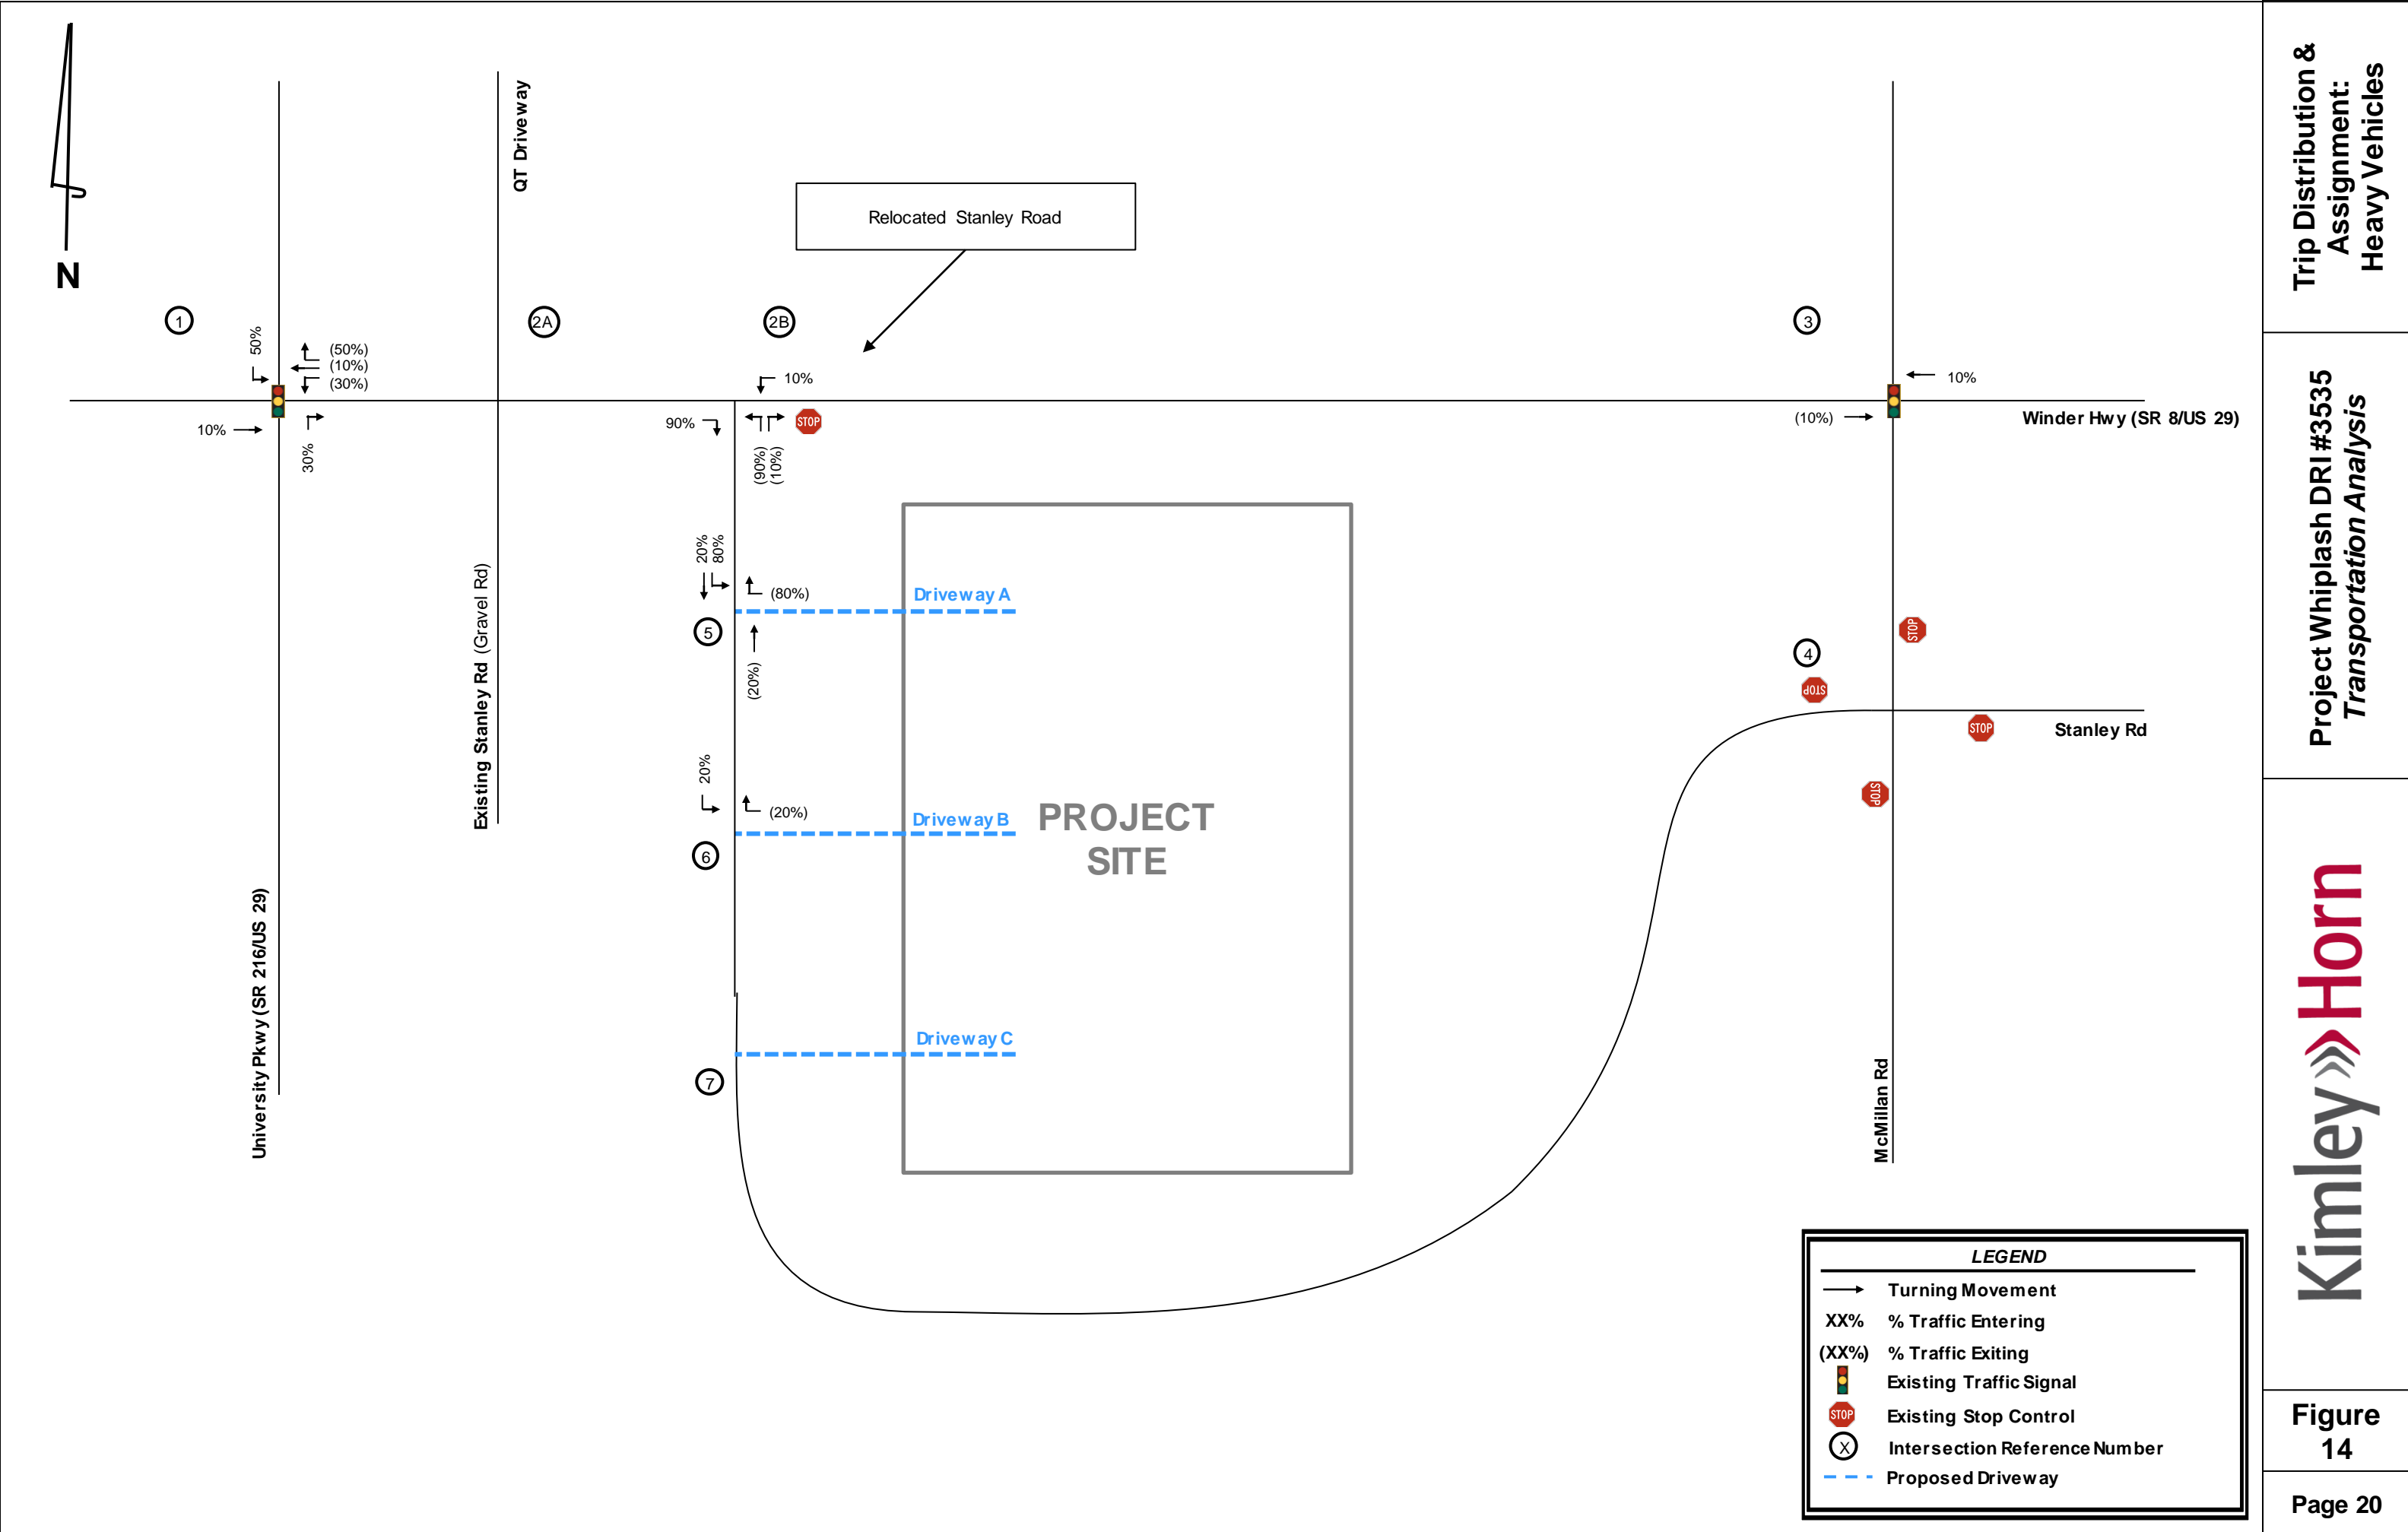 N
QT Driveway
Relocated Stanley Road
1
2A
2B
3
50%
(50%)
(10%)
(30%)
10%
30%
10%
90%
(90%)
(10%)
10%
(10%)
Winder Hwy (SR 8/US 29)
STOP
20%
80%
(80%)
Driveway A
5
(20%)
Existing Stanley Rd (Gravel Rd)
STOP
4
STOP
STOP
Stanley Rd
STOP
20%
(20%)
Driveway B
6
PROJECT
SITE
University Pkwy (SR 216/US 29)
Driveway C
7
McMillan Rd
LEGEND
Turning Movement
XX% % Traffic Entering
(XX%) % Traffic Exiting
Existing Traffic Signal
STOP Existing Stop Control
X Intersection Reference Number
Proposed Driveway
Trip Distribution &
Assignment:
Heavy Vehicles
Project Whiplash DRI #3535
Transportation Analysis
Kimley»Horn
Figure
14
Page 20